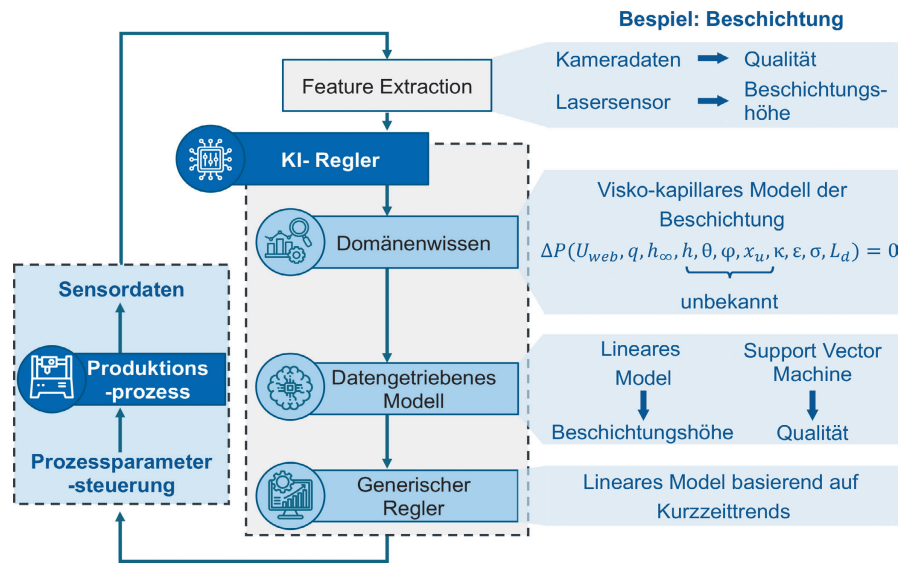 Bespiel: Beschichtung
Feature Extraction
Kameradaten → Qualität
Lasersensor → Beschichtungs-
höhe
KI- Regler
Domänenwissen
Visko-kapillares Modell der
Beschichtung
ΔP(U_web, q, h_∞, h, θ, φ, x_u, κ, ε, σ, L_d) = 0
unbekannt
Datengetriebenes
Modell
Lineares
Model
Beschichtungshöhe
Support Vector
Machine
Qualität
Generischer
Regler
Lineares Model basierend auf
Kurzzeittrends
Sensordaten
Produktions
-prozess
Prozessparameter
-steuerung